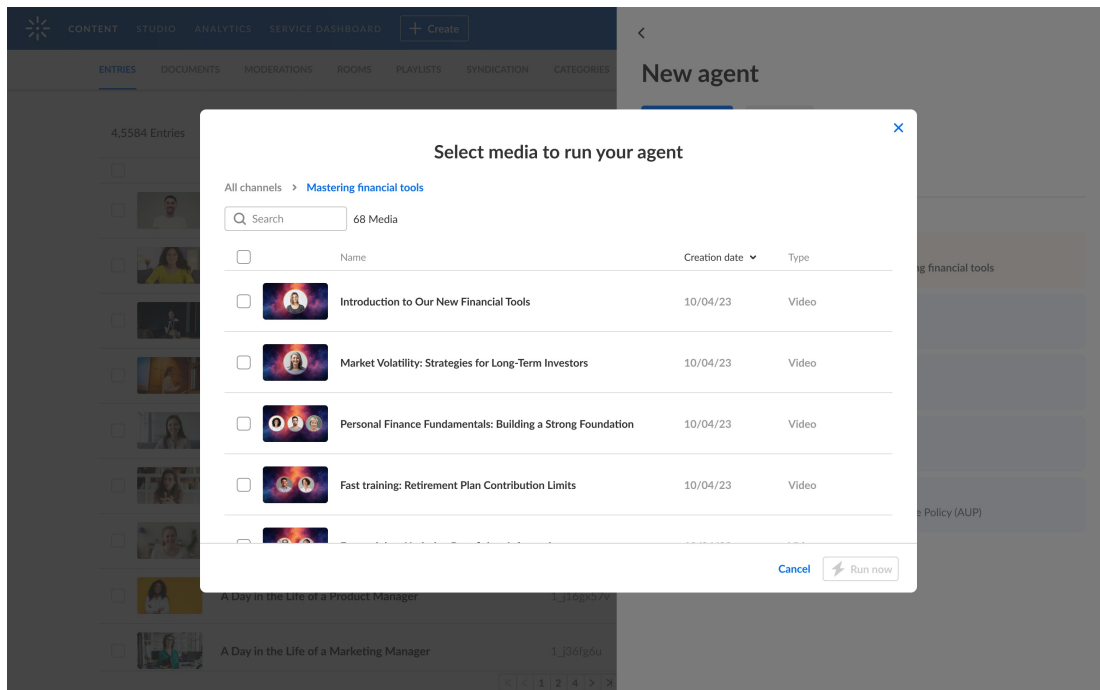 CONTENT STUDIO ANALYTICS SERVICE DASHBOARD + Create
ENTRIES DOCUMENTS MODERATIONS ROOMS PLAYLISTS SYNDICATION CATEGORIES
New agent
4,5584 Entries
Select media to run your agent
All channels > Mastering financial tools
Search 68 Media
Name Creation date Type
Introduction to Our New Financial Tools 10/04/23 Video
Market Volatility: Strategies for Long-Term Investors 10/04/23 Video
Personal Finance Fundamentals: Building a Strong Foundation 10/04/23 Video
Fast training: Retirement Plan Contribution Limits 10/04/23 Video
financial tools
Policy (AUP)
Cancel Run now
A Day in the Life of a Product Manager
A Day in the Life of a Marketing Manager 1_j36fg6u
1 2 4